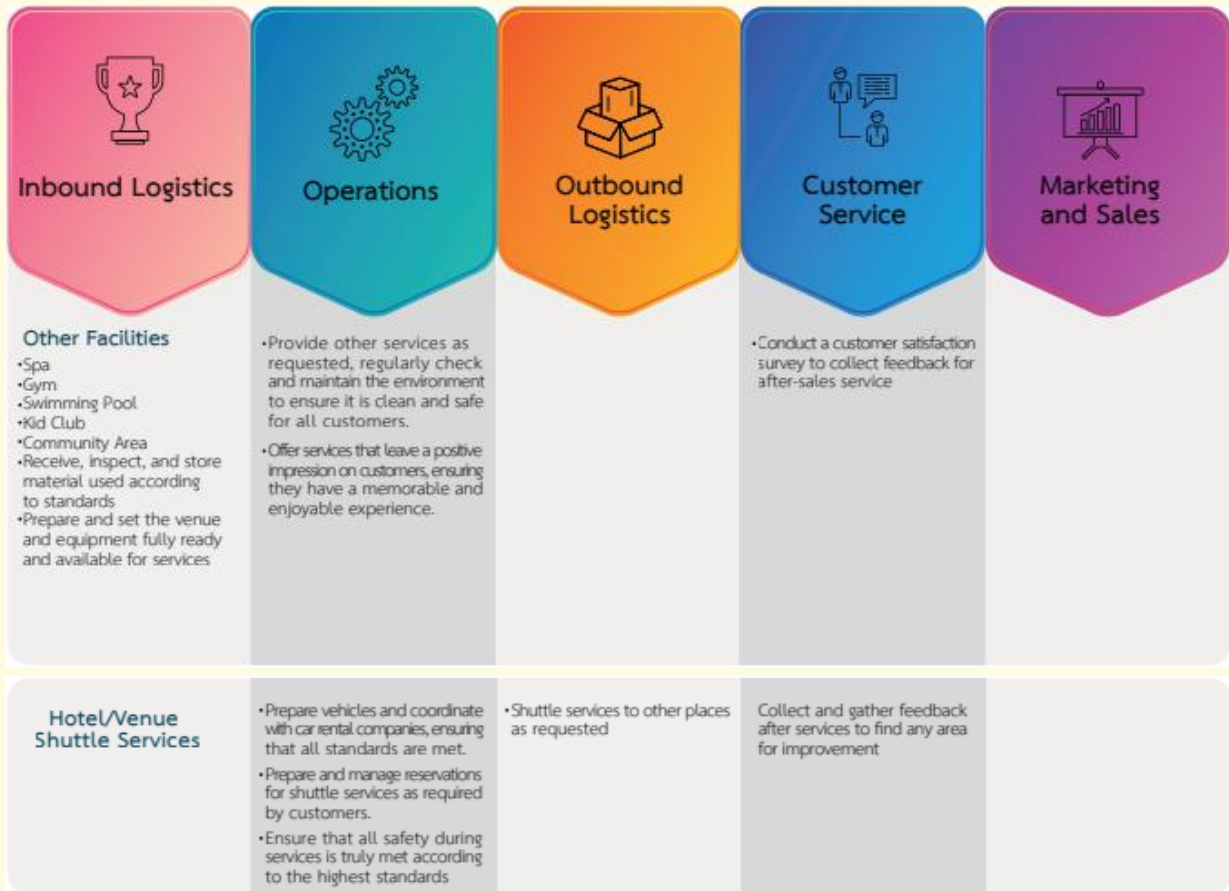 Inbound Logistics
Operations
Outbound
Logistics
Customer
Service
Marketing
and Sales
Other Facilities
•Spa
•Gym
•Swimming Pool
•Kid Club
•Community Area
•Receive, inspect, and store
material used according
to standards
•Prepare and set the venue
and equipment fully ready
and available for services
•Provide other services as
requested, regularly check
and maintain the environment
to ensure it is clean and safe
for all customers.
•Offer services that leave a positive
impression on customers, ensuring
they have a memorable and
enjoyable experience.
•Conduct a customer satisfaction
survey to collect feedback for
after-sales service
Hotel/Venue
Shuttle Services
•Prepare vehicles and coordinate
with car rental companies, ensuring
that all standards are met.
•Prepare and manage reservations
for shuttle services as required
by customers.
•Ensure that all safety during
services is truly met according
to the highest standards
•Shuttle services to other places
as requested
Collect and gather feedback
after services to find any area
for improvement